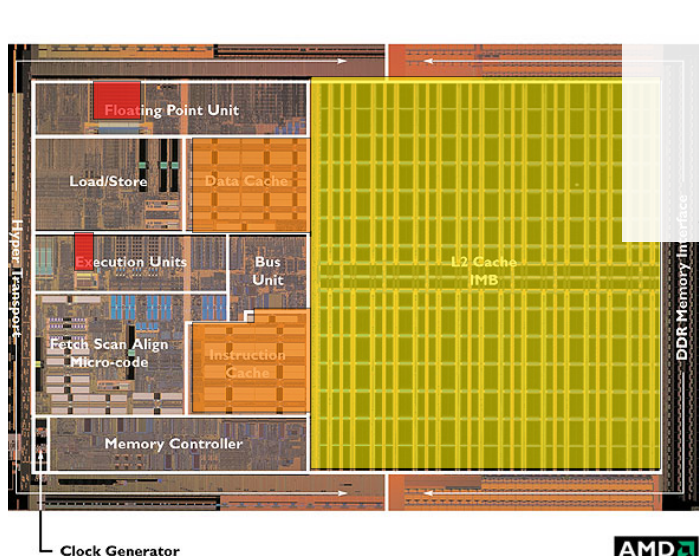 Floating Point Unit
Load/Store
Data Cache
Hyper Transport
Execution Units
Bus
Unit
L2 Cache
IMB
DDR Memory Interface
Fetch Scan Align
Micro-code
Instruction
Cache
Memory Controller
Clock Generator
AMD